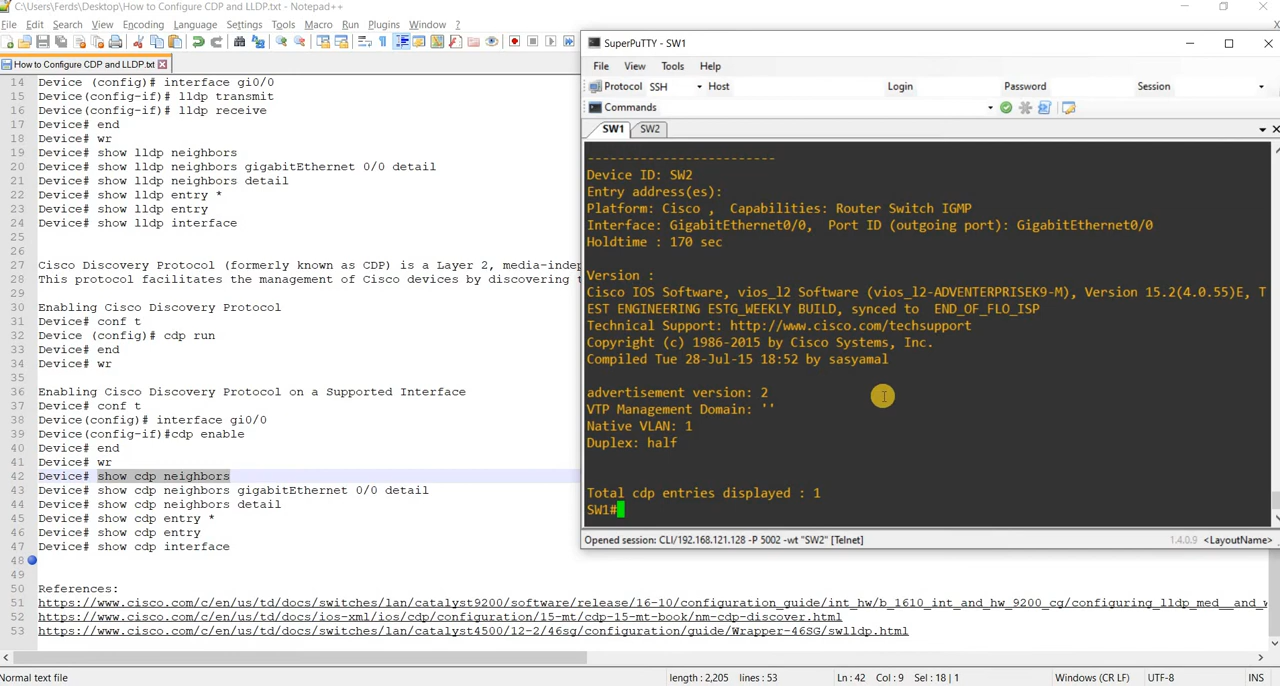 C:\Users\Ferds\Desktop\How to Configure CDP and LLDP.txt - Notepad++
File Edit Search View Encoding Language Settings Tools Macro Run Plugins Window ?
How to Configure CDP and LLDP.txt
14 Device (config)# interface gi0/0
15 Device(config-if)# lldp transmit
16 Device(config-if)# lldp receive
17 Device# end
18 Device# wr
19 Device# show lldp neighbors
20 Device# show lldp neighbors gigabitEthernet 0/0 detail
21 Device# show lldp neighbors detail
22 Device# show lldp entry *
23 Device# show lldp entry
24 Device# show lldp interface
25
26
27 Cisco Discovery Protocol (formerly known as CDP) is a Layer 2, media-inde
28 This protocol facilitates the management of Cisco devices by discovering t
29
30 Enabling Cisco Discovery Protocol
31 Device# conf t
32 Device (config)# cdp run
33 Device# end
34 Device# wr
35
36 Enabling Cisco Discovery Protocol on a Supported Interface
37 Device# conf t
38 Device(config)# interface gi0/0
39 Device(config-if)#cdp enable
40 Device# end
41 Device# wr
42 Device# show cdp neighbors
43 Device# show cdp neighbors gigabitEthernet 0/0 detail
44 Device# show cdp neighbors detail
45 Device# show cdp entry *
46 Device# show cdp entry
47 Device# show cdp interface
48
49
50 References:
51 https://www.cisco.com/c/en/us/td/docs/switches/lan/catalyst9200/software/release/16-10/configuration_guide/int_hw/b_1610_int_and_hw_9200_cg/configuring_lldp_med__and_w
52 https://www.cisco.com/c/en/us/td/docs/ios-xml/ios/cdp/configuration/15-mt/cdp-15-mt-book/nm-cdp-discover.html
53 https://www.cisco.com/c/en/us/td/docs/switches/lan/catalyst4500/12-2/46sg/configuration/guide/Wrapper-46SG/swlldp.html
Normal text file length : 2,205 lines : 53 Ln : 42 Col : 9 Sel : 18 | 1 Windows (CR LF) UTF-8 INS
SuperPuTTY - SW1
File View Tools Help
Protocol SSH Host Login Password Session
Commands
SW1 SW2
-------------------------
Device ID: SW2
Entry address(es):
Platform: Cisco , Capabilities: Router Switch IGMP
Interface: GigabitEthernet0/0, Port ID (outgoing port): GigabitEthernet0/0
Holdtime : 170 sec
Version :
Cisco IOS Software, vios_l2 Software (vios_l2-ADVENTERPRISEK9-M), Version 15.2(4.0.55)E, T
EST ENGINEERING ESTG_WEEKLY BUILD, synced to END_OF_FLO_ISP
Technical Support: http://www.cisco.com/techsupport
Copyright (c) 1986-2015 by Cisco Systems, Inc.
Compiled Tue 28-Jul-15 18:52 by sasyamal
advertisement version: 2
VTP Management Domain: ''
Native VLAN: 1
Duplex: half
Total cdp entries displayed : 1
SW1#
Opened session: CLI/192.168.121.128 -P 5002 -wt "SW2" [Telnet] 1.4.0.9 <LayoutName>